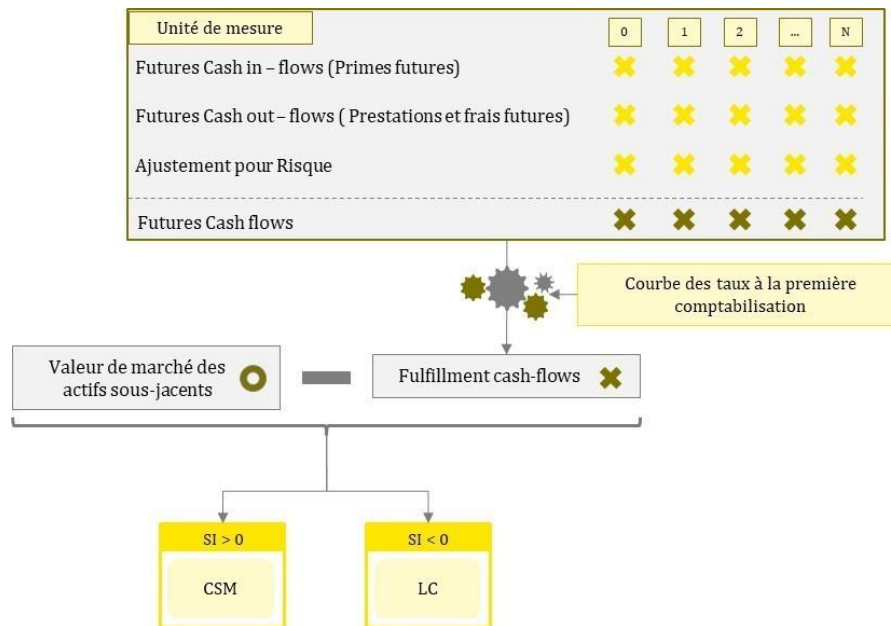 Unité de mesure
0 1 2 ... N
Futures Cash in – flows (Primes futures)
Futures Cash out – flows ( Prestations et frais futures)
Ajustement pour Risque
Futures Cash flows
Courbe des taux à la première
comptabilisation
Valeur de marché des
actifs sous-jacents
Fulfillment cash-flows
SI > 0
SI < 0
CSM
LC